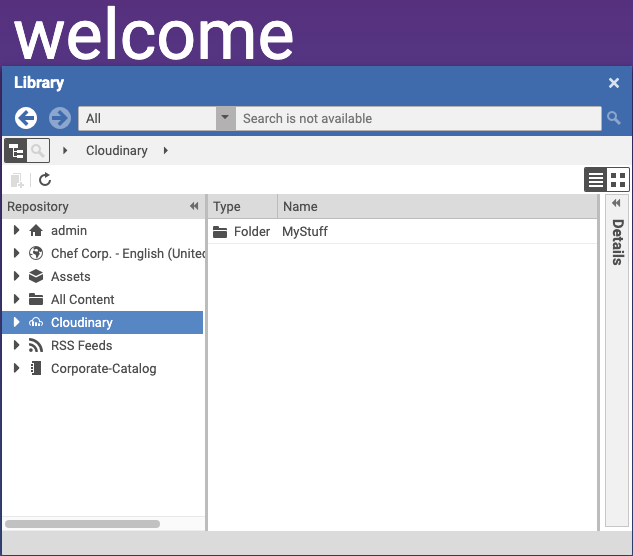 welcome
Library
All
Search is not available
Cloudinary
Repository
Type
Name
admin
Folder
MyStuff
Chef Corp. - English (United
Assets
All Content
Cloudinary
RSS Feeds
Corporate-Catalog
Details